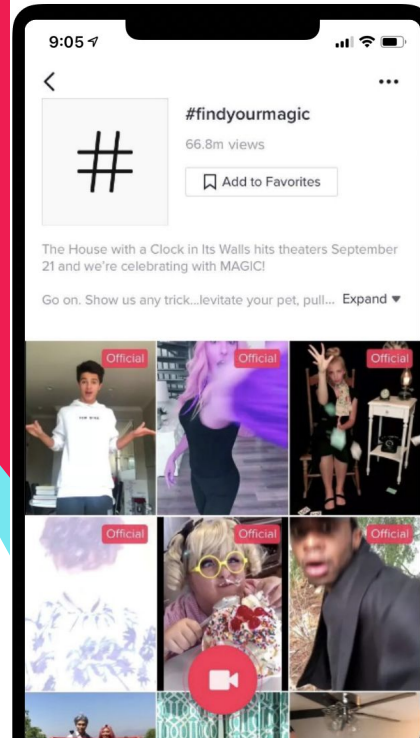 9:05
#findyourmagic
66.8m views
Add to Favorites
The House with a Clock in Its Walls hits theaters September
21 and we're celebrating with MAGIC!
Go on. Show us any trick...levitate your pet, pull... Expand
Official
Official
Official
Official
Official
Official